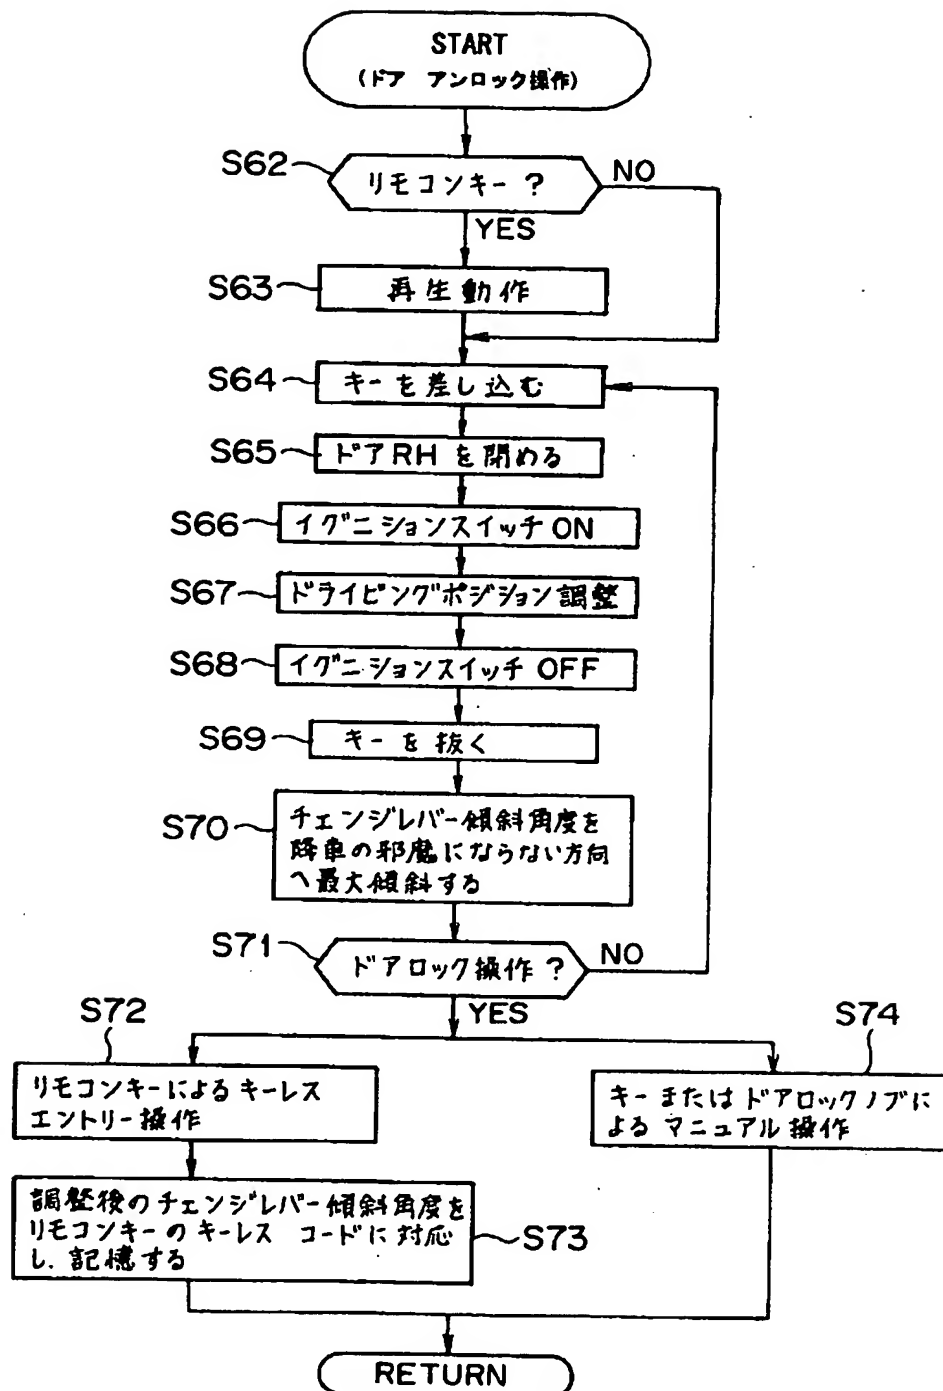 START
(ドア アンロック操作)
S62
リモコンキー?
NO
YES
S63
再生動作
S64
キーを差し込む
S65
ドアRHを閉める
S66
イグニションスイッチ ON
S67
ドライビングポジション調整
S68
イグニションスイッチ OFF
S69
キーを抜く
S70
チェンジレバー傾斜角度を
降車の邪魔にならない方向
へ最大傾斜する
S71
ドアロック操作?
NO
YES
S72
リモコンキーによるキーレス
エントリー操作
S74
キーまたはドアロックノブに
よるマニュアル操作
調整後のチェンジレバー傾斜角度を
リモコンキーのキーレス コードに対応
し、記憶する
S73
RETURN